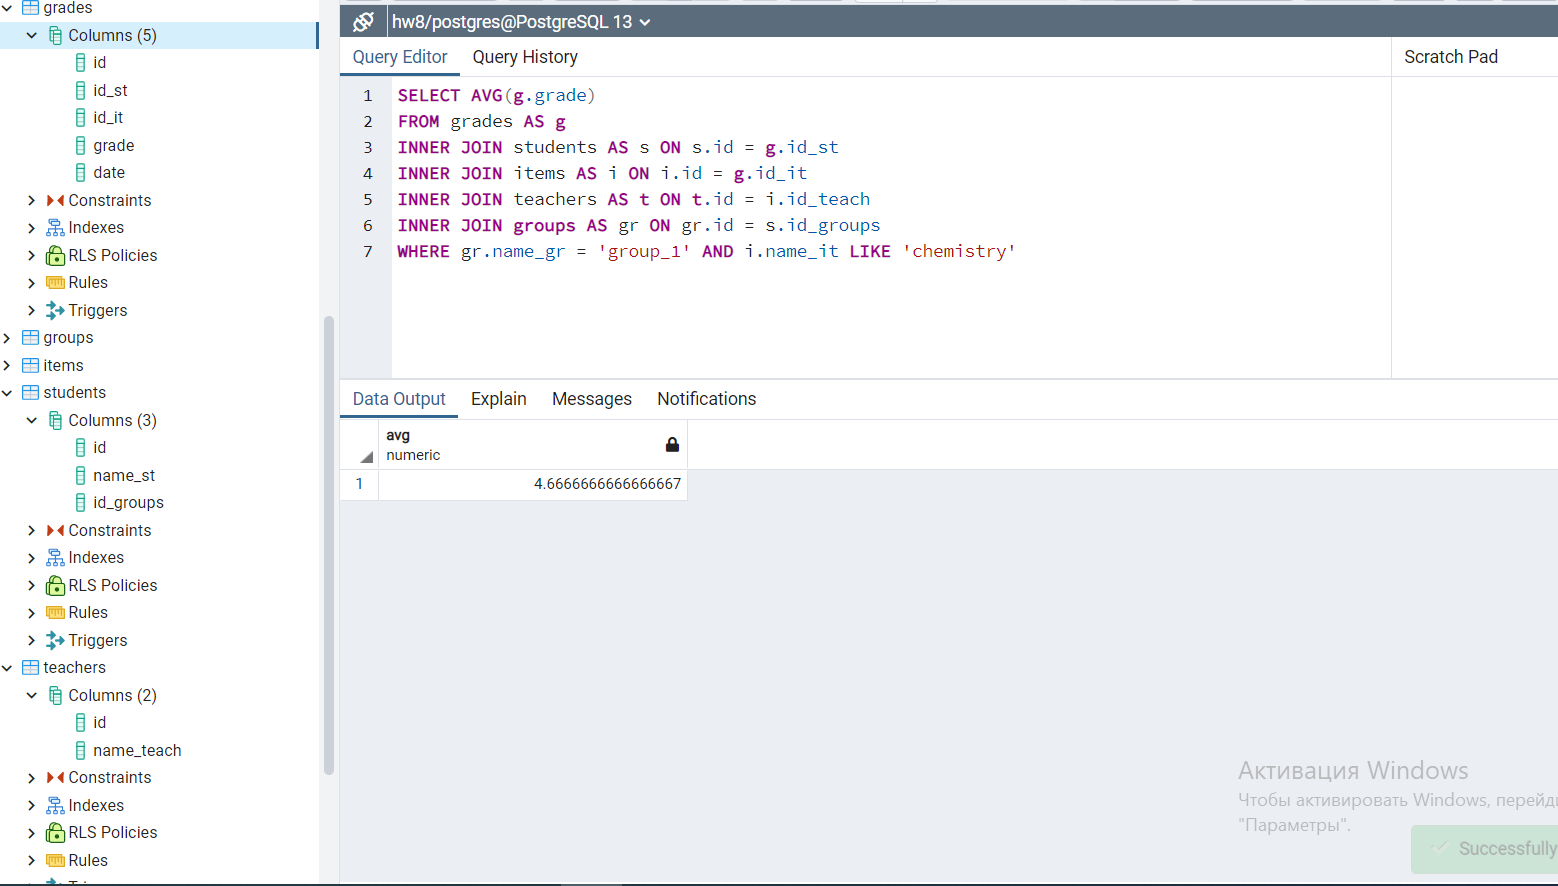 grades
Columns (5)
id
id_st
id_it
grade
date
Constraints
Indexes
RLS Policies
Rules
Triggers
groups
items
students
Columns (3)
id
name_st
id_groups
Constraints
Indexes
RLS Policies
Rules
Triggers
teachers
Columns (2)
id
name_teach
Constraints
Indexes
RLS Policies
Rules
hw8/postgres@PostgreSQL 13
Query Editor Query History
Scratch Pad
1 SELECT AVG(g.grade)
2 FROM grades AS g
3 INNER JOIN students AS s ON s.id = g.id_st
4 INNER JOIN items AS i ON i.id = g.id_it
5 INNER JOIN teachers AS t ON t.id = i.id_teach
6 INNER JOIN groups AS gr ON gr.id = s.id_groups
7 WHERE gr.name_gr = 'group_1' AND i.name_it LIKE 'chemistry'
Data Output Explain Messages Notifications
avg
numeric
1 4.6666666666666667
Активация Windows
Чтобы активировать Windows, перейди
"Параметры".
Successfully